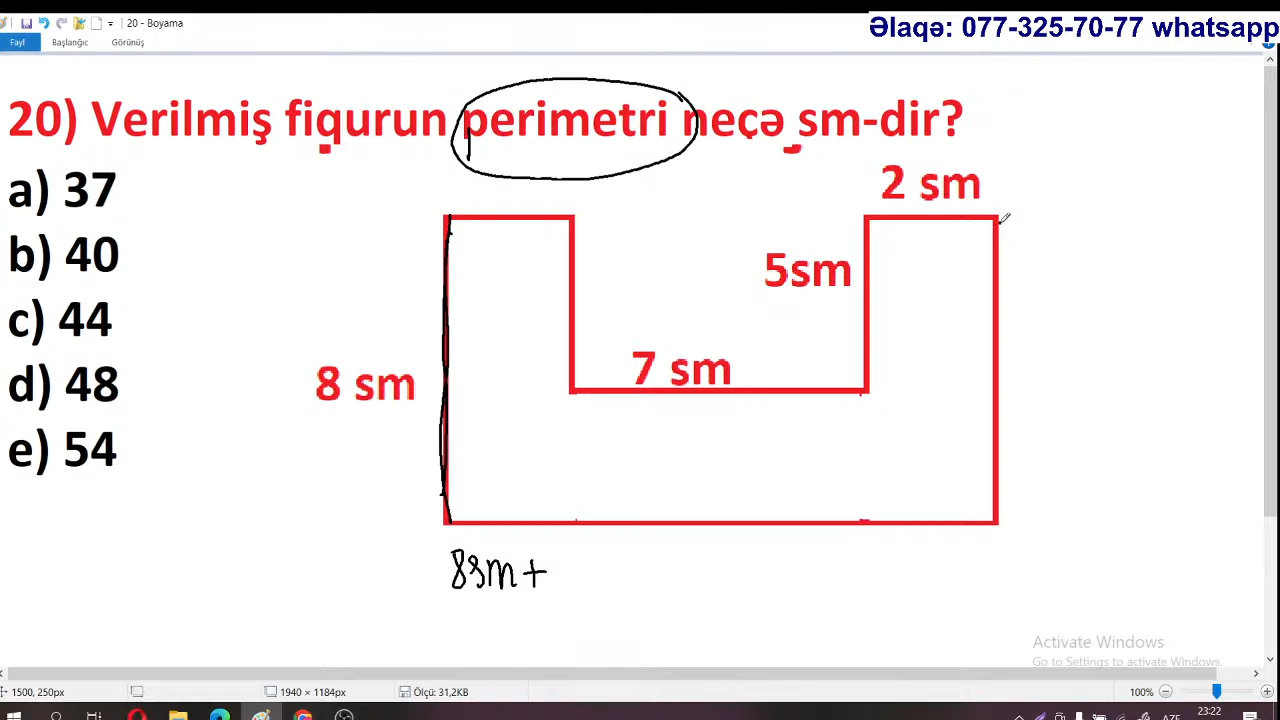 20 - Boyama
Əlaqə: 077-325-70-77 whatsapp
Fayl Başlanğıc Görünüş
20) Verilmiş fiqurun perimetri neçə sm-dir?
a) 37
b) 40
c) 44
d) 48
e) 54
2 sm
5sm
7 sm
8 sm
8sm+
Activate Windows
Go to Settings to activate Windows.
1500, 250px 1940 × 1184px Ölçü: 31,2KB 100%
23:22
AZE